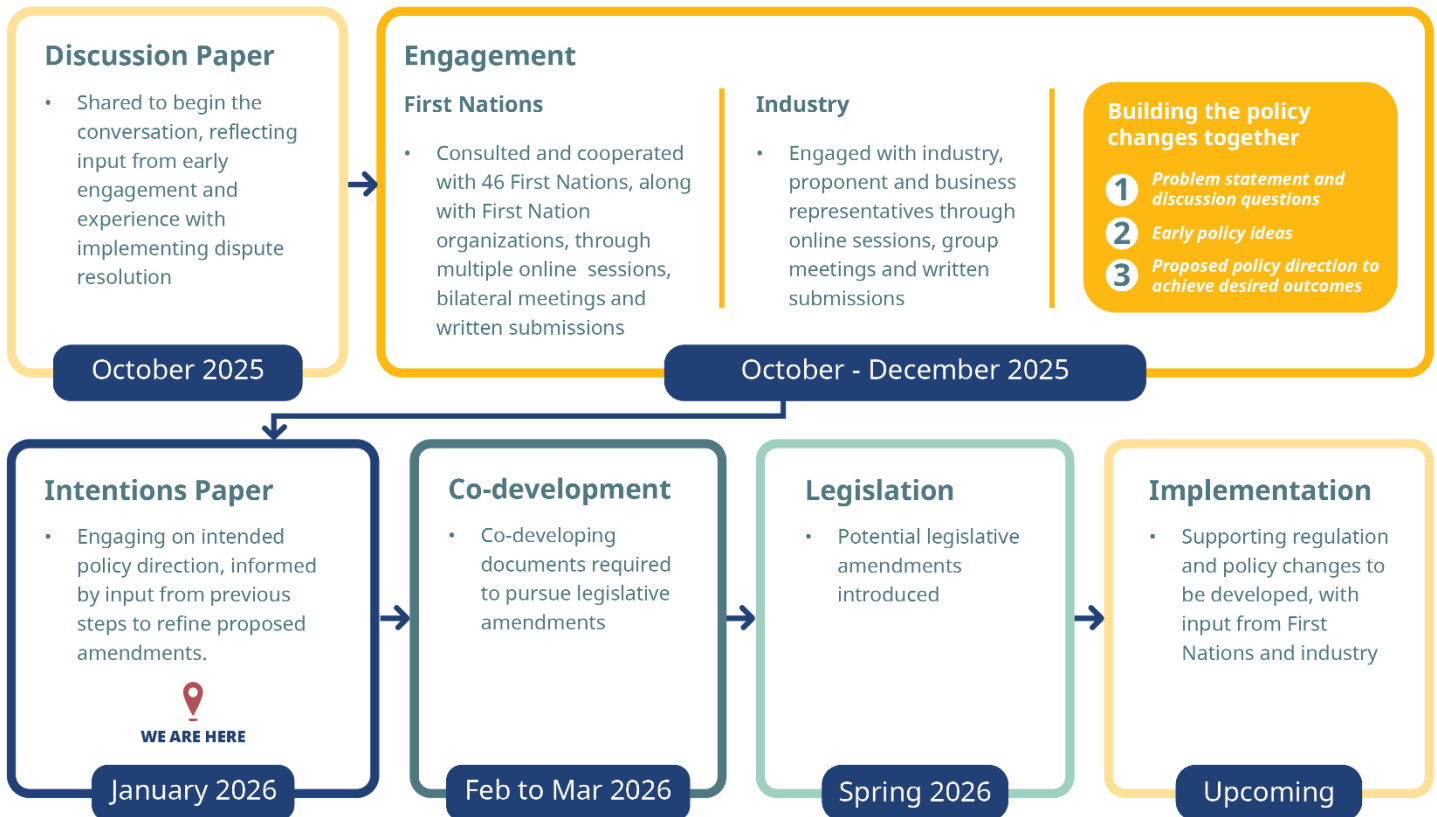 Discussion Paper
• Shared to begin the
conversation, reflecting
input from early
engagement and
experience with
implementing dispute
resolution
October 2025
Engagement
First Nations
• Consulted and cooperated
with 46 First Nations, along
with First Nation
organizations, through
multiple online sessions,
bilateral meetings and
written submissions
Industry
• Engaged with industry,
proponent and business
representatives through
online sessions, group
meetings and written
submissions
Building the policy
changes together
1 Problem statement and
discussion questions
2 Early policy ideas
3 Proposed policy direction to
achieve desired outcomes
October - December 2025
Intentions Paper
• Engaging on intended
policy direction, informed
by input from previous
steps to refine proposed
amendments.
WE ARE HERE
January 2026
Co-development
• Co-developing
documents required
to pursue legislative
amendments
Feb to Mar 2026
Legislation
• Potential legislative
amendments
introduced
Spring 2026
Implementation
• Supporting regulation
and policy changes to
be developed, with
input from First
Nations and industry
Upcoming